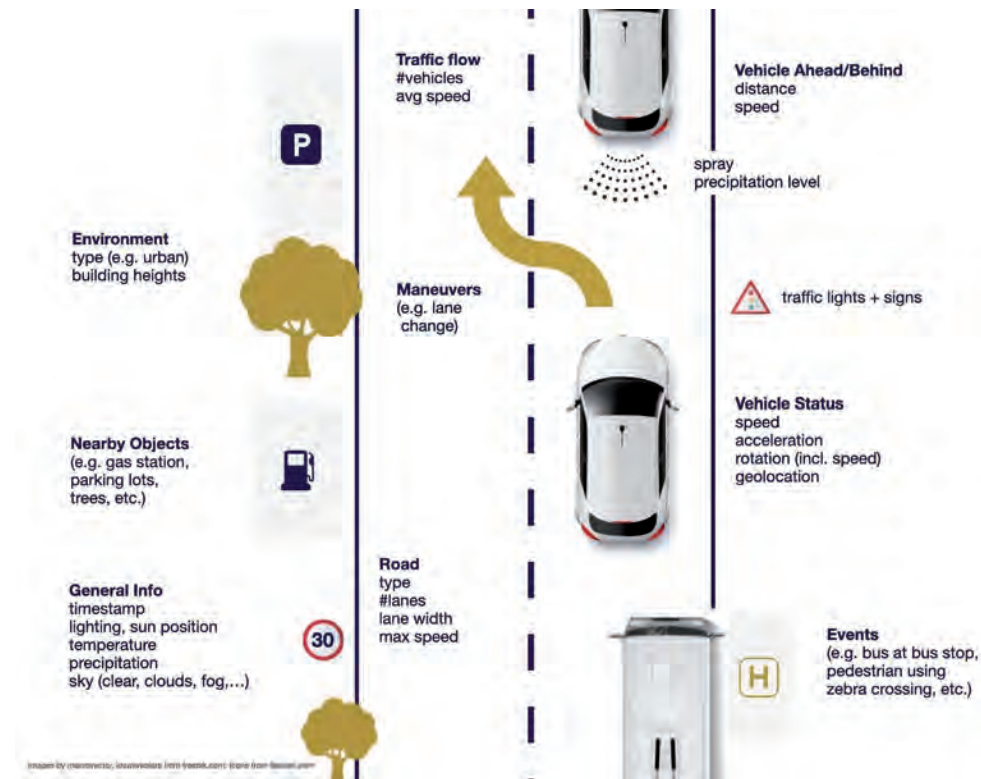 Traffic flow
#vehicles
avg speed
Vehicle Ahead/Behind
distance
speed
P
spray
precipitation level
Environment
type (e.g. urban)
building heights
Maneuvers
(e.g. lane
change)
traffic lights + signs
Vehicle Status
speed
acceleration
rotation (incl. speed)
geolocation
Nearby Objects
(e.g. gas station,
parking lots,
trees, etc.)
Road
type
#lanes
lane width
max speed
General Info
timestamp
lighting, sun position
temperature
precipitation
sky (clear, clouds, fog,...)
30
Events
(e.g. bus at bus stop,
pedestrian using
zebra crossing, etc.)
H